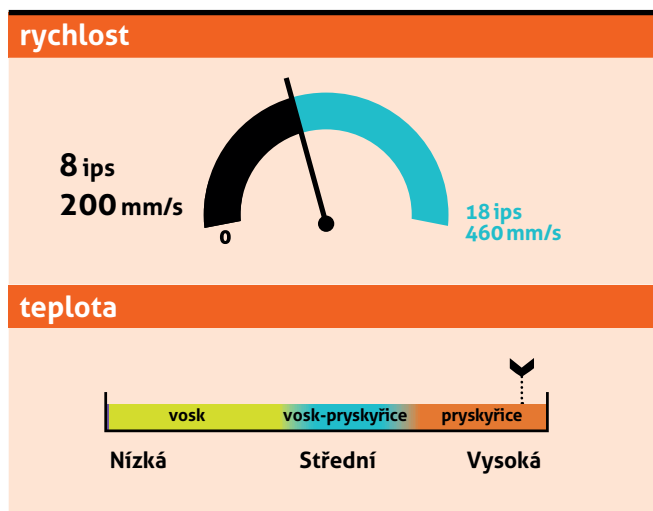 rychlost
8 ips
200 mm/s
0
18 ips
460 mm/s
teplota
vosk
vosk-pryskyřice
pryskyřice
Nízká
Střední
Vysoká